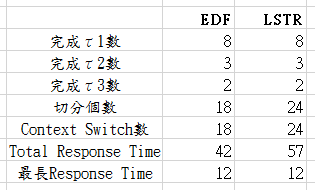 EDF LSTR
完成τ1數 8 8
完成τ2數 3 3
完成τ3數 2 2
切分個數 18 24
Context Switch數 18 24
Total Response Time 42 57
最長Response Time 12 12